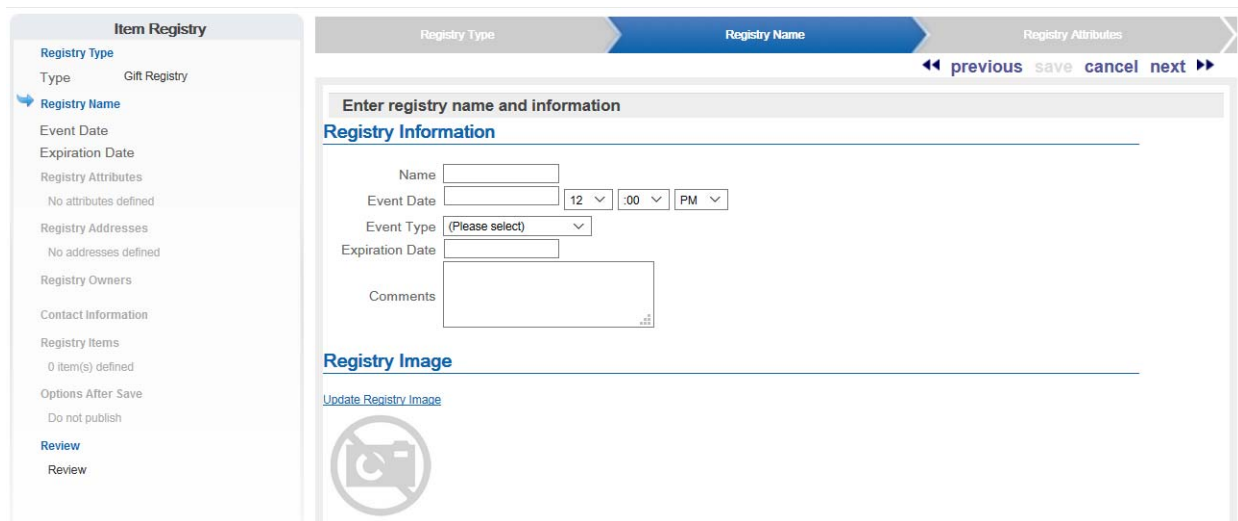 Item Registry
Registry Type
Type Gift Registry
Registry Name
Event Date
Expiration Date
Registry Attributes
No attributes defined
Registry Addresses
No addresses defined
Registry Owners
Contact Information
Registry Items
0 item(s) defined
Options After Save
Do not publish
Review
Review
Registry Type Registry Name Registry Attributes
previous save cancel next
Enter registry name and information
Registry Information
Name
Event Date 12 :00 PM
Event Type (Please select)
Expiration Date
Comments
Registry Image
Update Registry Image